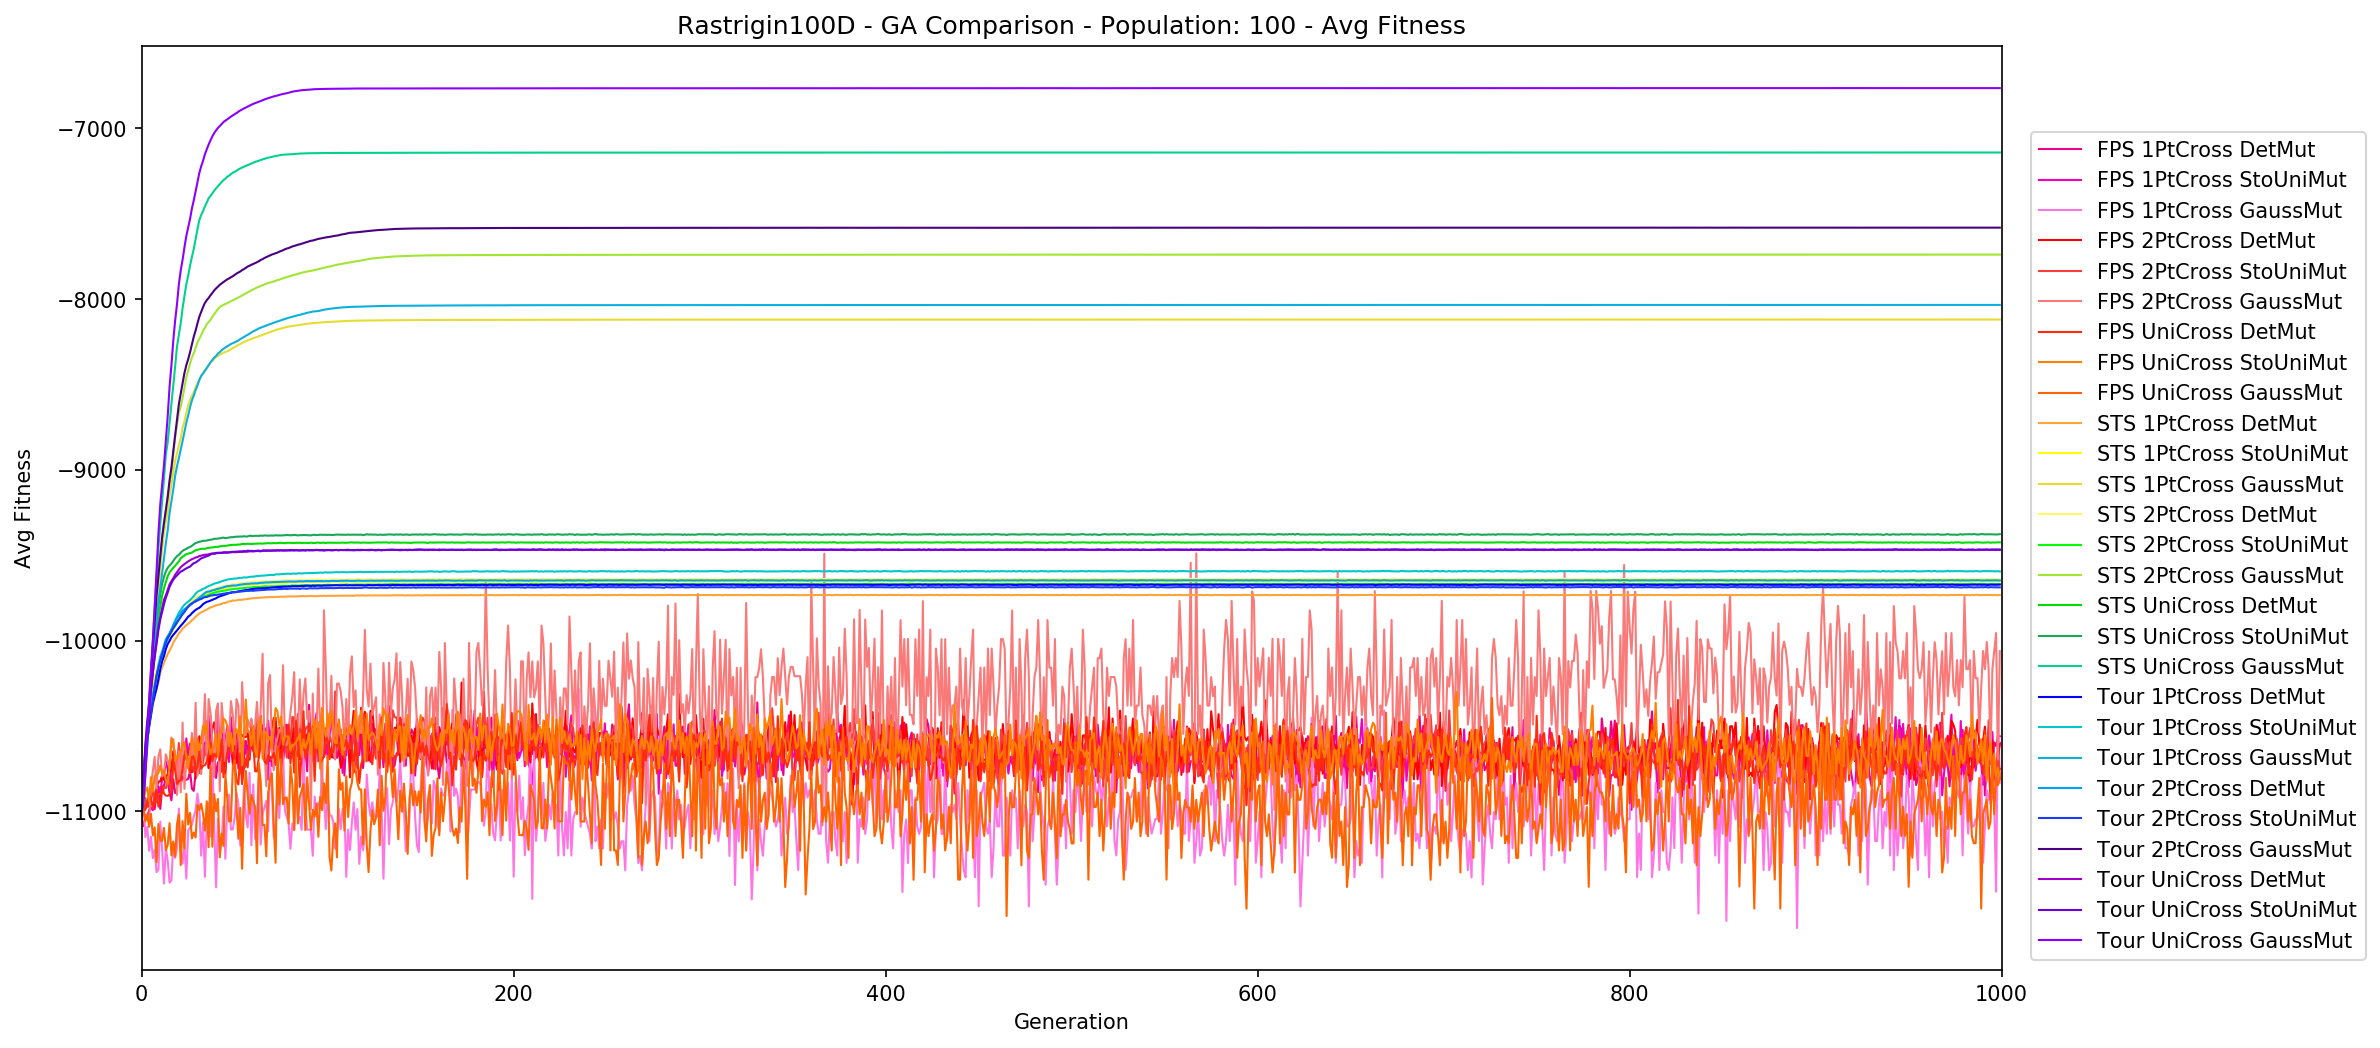 Rastrigin100D - GA Comparison - Population: 100 - Avg Fitness
−7000
−8000
−9000
−10000
−11000
Avg Fitness
0
200
400
600
800
1000
Generation
FPS 1PtCross DetMut
FPS 1PtCross StoUniMut
FPS 1PtCross GaussMut
FPS 2PtCross DetMut
FPS 2PtCross StoUniMut
FPS 2PtCross GaussMut
FPS UniCross DetMut
FPS UniCross StoUniMut
FPS UniCross GaussMut
STS 1PtCross DetMut
STS 1PtCross StoUniMut
STS 1PtCross GaussMut
STS 2PtCross DetMut
STS 2PtCross StoUniMut
STS 2PtCross GaussMut
STS UniCross DetMut
STS UniCross StoUniMut
STS UniCross GaussMut
Tour 1PtCross DetMut
Tour 1PtCross StoUniMut
Tour 1PtCross GaussMut
Tour 2PtCross DetMut
Tour 2PtCross StoUniMut
Tour 2PtCross GaussMut
Tour UniCross DetMut
Tour UniCross StoUniMut
Tour UniCross GaussMut